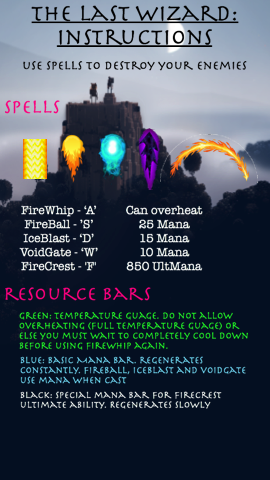 The Last Wizard:
Instructions
Use spells to destroy your enemies
Spells
FireWhip - 'A' Can overheat
FireBall - 'S' 25 Mana
IceBlast - 'D' 15 Mana
VoidGate - 'W' 10 Mana
FireCrest - 'F' 850 UltMana
Resource Bars
Green: Temperature Guage. Do not allow
overheating (full temperature guage) or
else you must wait to completely cool down
before using firewhip again.
Blue: Basic Mana Bar. Regenerates
constantly. Fireball, Iceblast and Voidgate
use mana when cast
Black: Special mana bar for firecrest
ultimate ability. Regenerates slowly